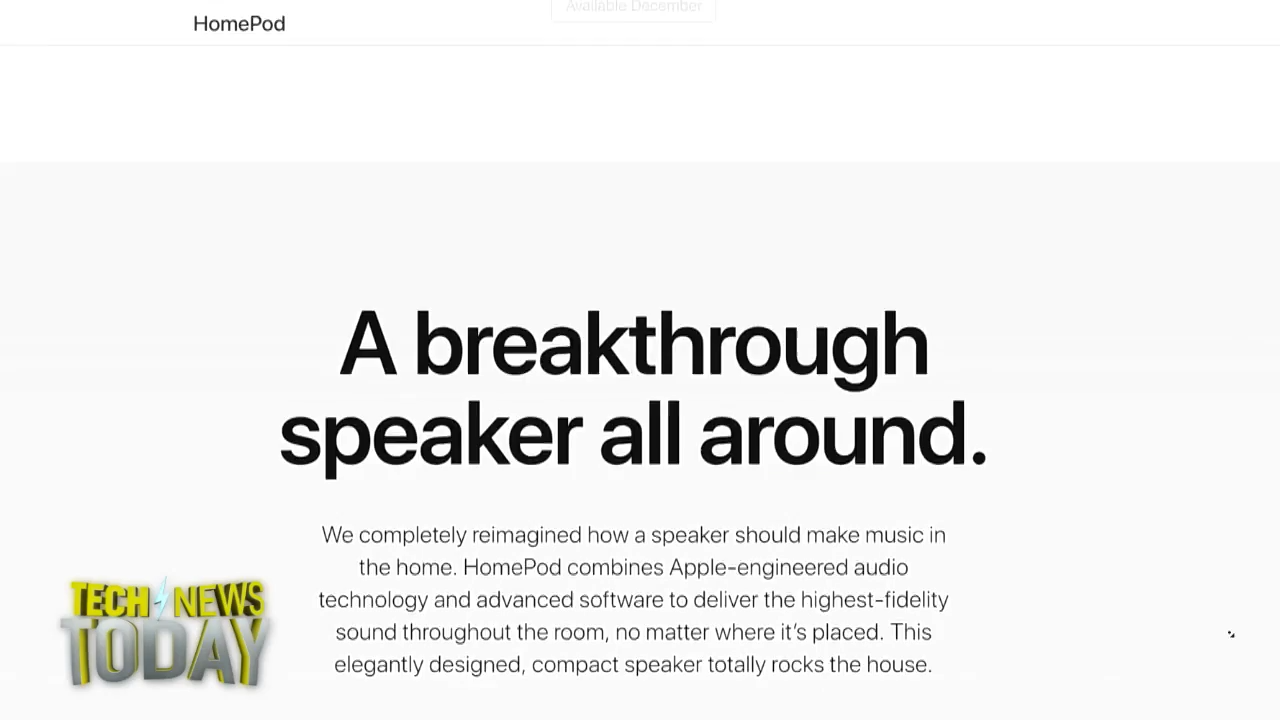 Available December
HomePod
A breakthrough
speaker all around.
We completely reimagined how a speaker should make music in
the home. HomePod combines Apple-engineered audio
technology and advanced software to deliver the highest-fidelity
sound throughout the room, no matter where it’s placed. This
elegantly designed, compact speaker totally rocks the house.
TECH NEWS
TODAY